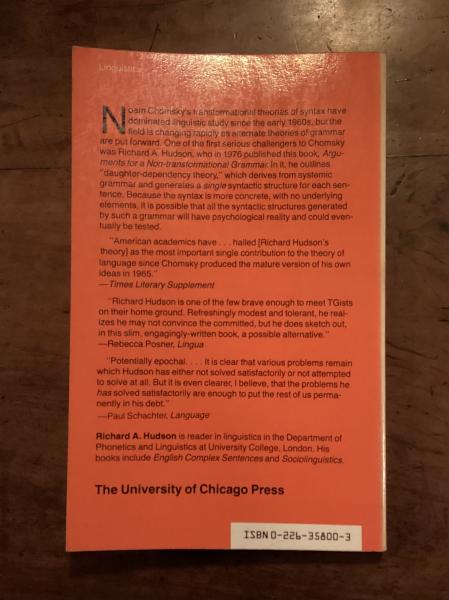 Linguistics
Noam Chomsky's transformational theories of syntax have
dominated linguistic study since the early 1960s, but the
field is changing rapidly as alternate theories of grammar
are put forward. One of the first serious challengers to Chomsky
was Richard A. Hudson, who in 1976 published this book, Argu-
ments for a Non-transformational Grammar. In it, he outlines
"daughter-dependency theory," which derives from systemic
grammar and generates a single syntactic structure for each sen-
tence. Because the syntax is more concrete, with no underlying
elements, it is possible that all the syntactic structures generated
by such a grammar will have psychological reality and could even-
tually be tested.
"American academics have . . . hailed [Richard Hudson's
theory] as the most important single contribution to the theory of
language since Chomsky produced the mature version of his own
ideas in 1965."
—Times Literary Supplement
"Richard Hudson is one of the few brave enough to meet TGists
on their home ground. Refreshingly modest and tolerant, he real-
izes he may not convince the committed, but he does sketch out,
in this slim, engagingly-written book, a possible alternative."
—Rebecca Posner, Lingua
"Potentially epochal. . . . It is clear that various problems remain
which Hudson has either not solved satisfactorily or not attempted
to solve at all. But it is even clearer, I believe, that the problems he
has solved satisfactorily are enough to put the rest of us perma-
nently in his debt."
—Paul Schachter, Language
Richard A. Hudson is reader in linguistics in the Department of
Phonetics and Linguistics at University College, London. His
books include English Complex Sentences and Sociolinguistics.
The University of Chicago Press
ISBN 0-226-35800-3